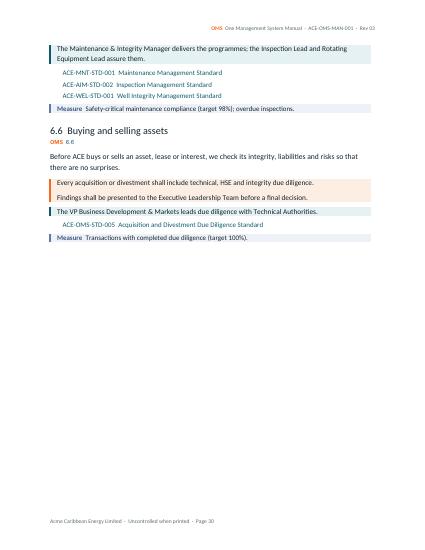 OMS One Management System Manual - ACE-OMS-MAN-001 - Rev 03
The Maintenance & Integrity Manager delivers the programmes; the Inspection Lead and Rotating
Equipment Lead assure them.
ACE-MNT-STD-001 Maintenance Management Standard
ACE-AIM-STD-002 Inspection Management Standard
ACE-WEL-STD-001 Well Integrity Management Standard
Measure Safety-critical maintenance compliance (target 98%); overdue inspections.
6.6 Buying and selling assets
OMS 6.6
Before ACE buys or sells an asset, lease or interest, we check its integrity, liabilities and risks so that
there are no surprises.
Every acquisition or divestment shall include technical, HSE and integrity due diligence.
Findings shall be presented to the Executive Leadership Team before a final decision.
The VP Business Development & Markets leads due diligence with Technical Authorities.
ACE-OMS-STD-005 Acquisition and Divestment Due Diligence Standard
Measure Transactions with completed due diligence (target 100%).
Acme Caribbean Energy Limited - Uncontrolled when printed - Page 30